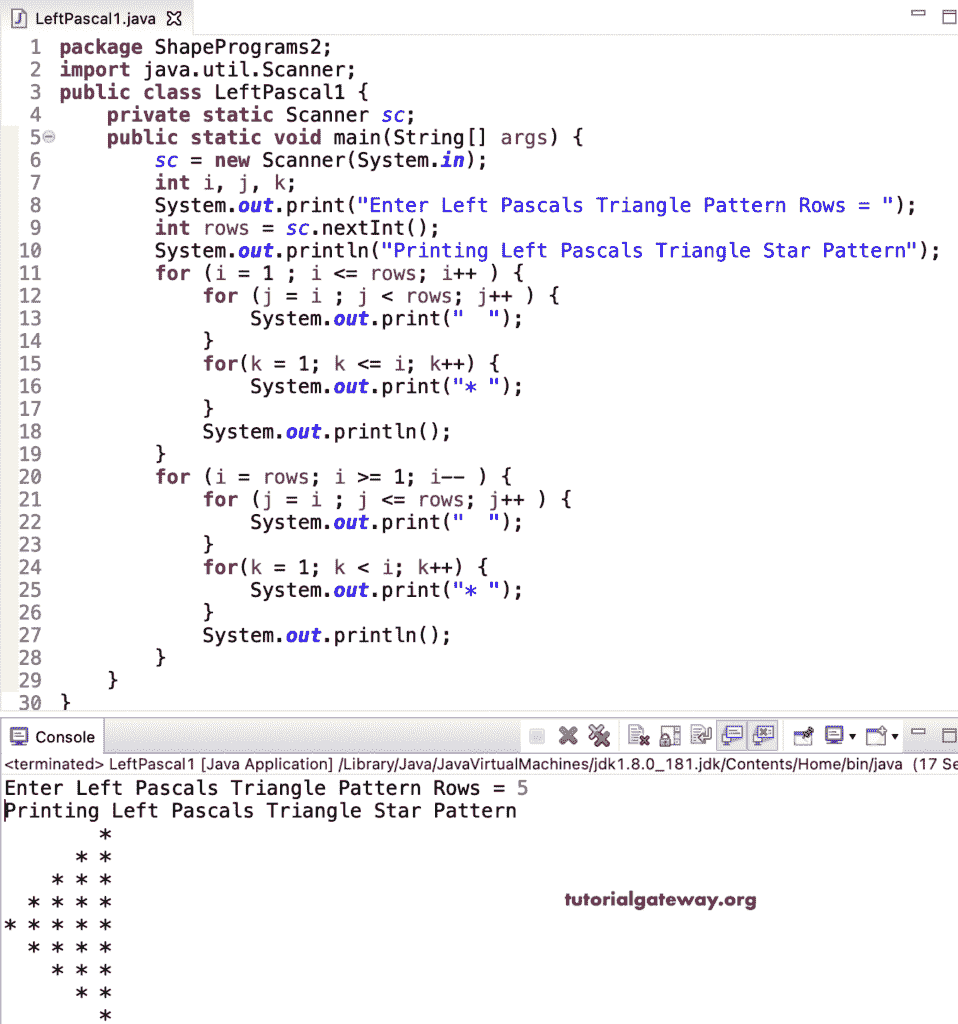 LeftPascal1.java
1 package ShapePrograms2;
2 import java.util.Scanner;
3 public class LeftPascal1 {
4     private static Scanner sc;
5     public static void main(String[] args) {
6         sc = new Scanner(System.in);
7         int i, j, k;
8         System.out.print("Enter Left Pascals Triangle Pattern Rows = ");
9         int rows = sc.nextInt();
10         System.out.println("Printing Left Pascals Triangle Star Pattern");
11         for (i = 1 ; i <= rows; i++ ) {
12             for (j = i ; j < rows; j++ ) {
13                 System.out.print("  ");
14             }
15             for(k = 1; k <= i; k++) {
16                 System.out.print("* ");
17             }
18             System.out.println();
19         }
20         for (i = rows; i >= 1; i-- ) {
21             for (j = i ; j <= rows; j++ ) {
22                 System.out.print("  ");
23             }
24             for(k = 1; k < i; k++) {
25                 System.out.print("* ");
26             }
27             System.out.println();
28         }
29     }
30 }
Console
<terminated> LeftPascal1 [Java Application] /Library/Java/JavaVirtualMachines/jdk1.8.0_181.jdk/Contents/Home/bin/java (17 Se
Enter Left Pascals Triangle Pattern Rows = 5
Printing Left Pascals Triangle Star Pattern
        *
      * *
    * * *
  * * * *
* * * * *
  * * * *
    * * *
      * *
        *
tutorialgateway.org